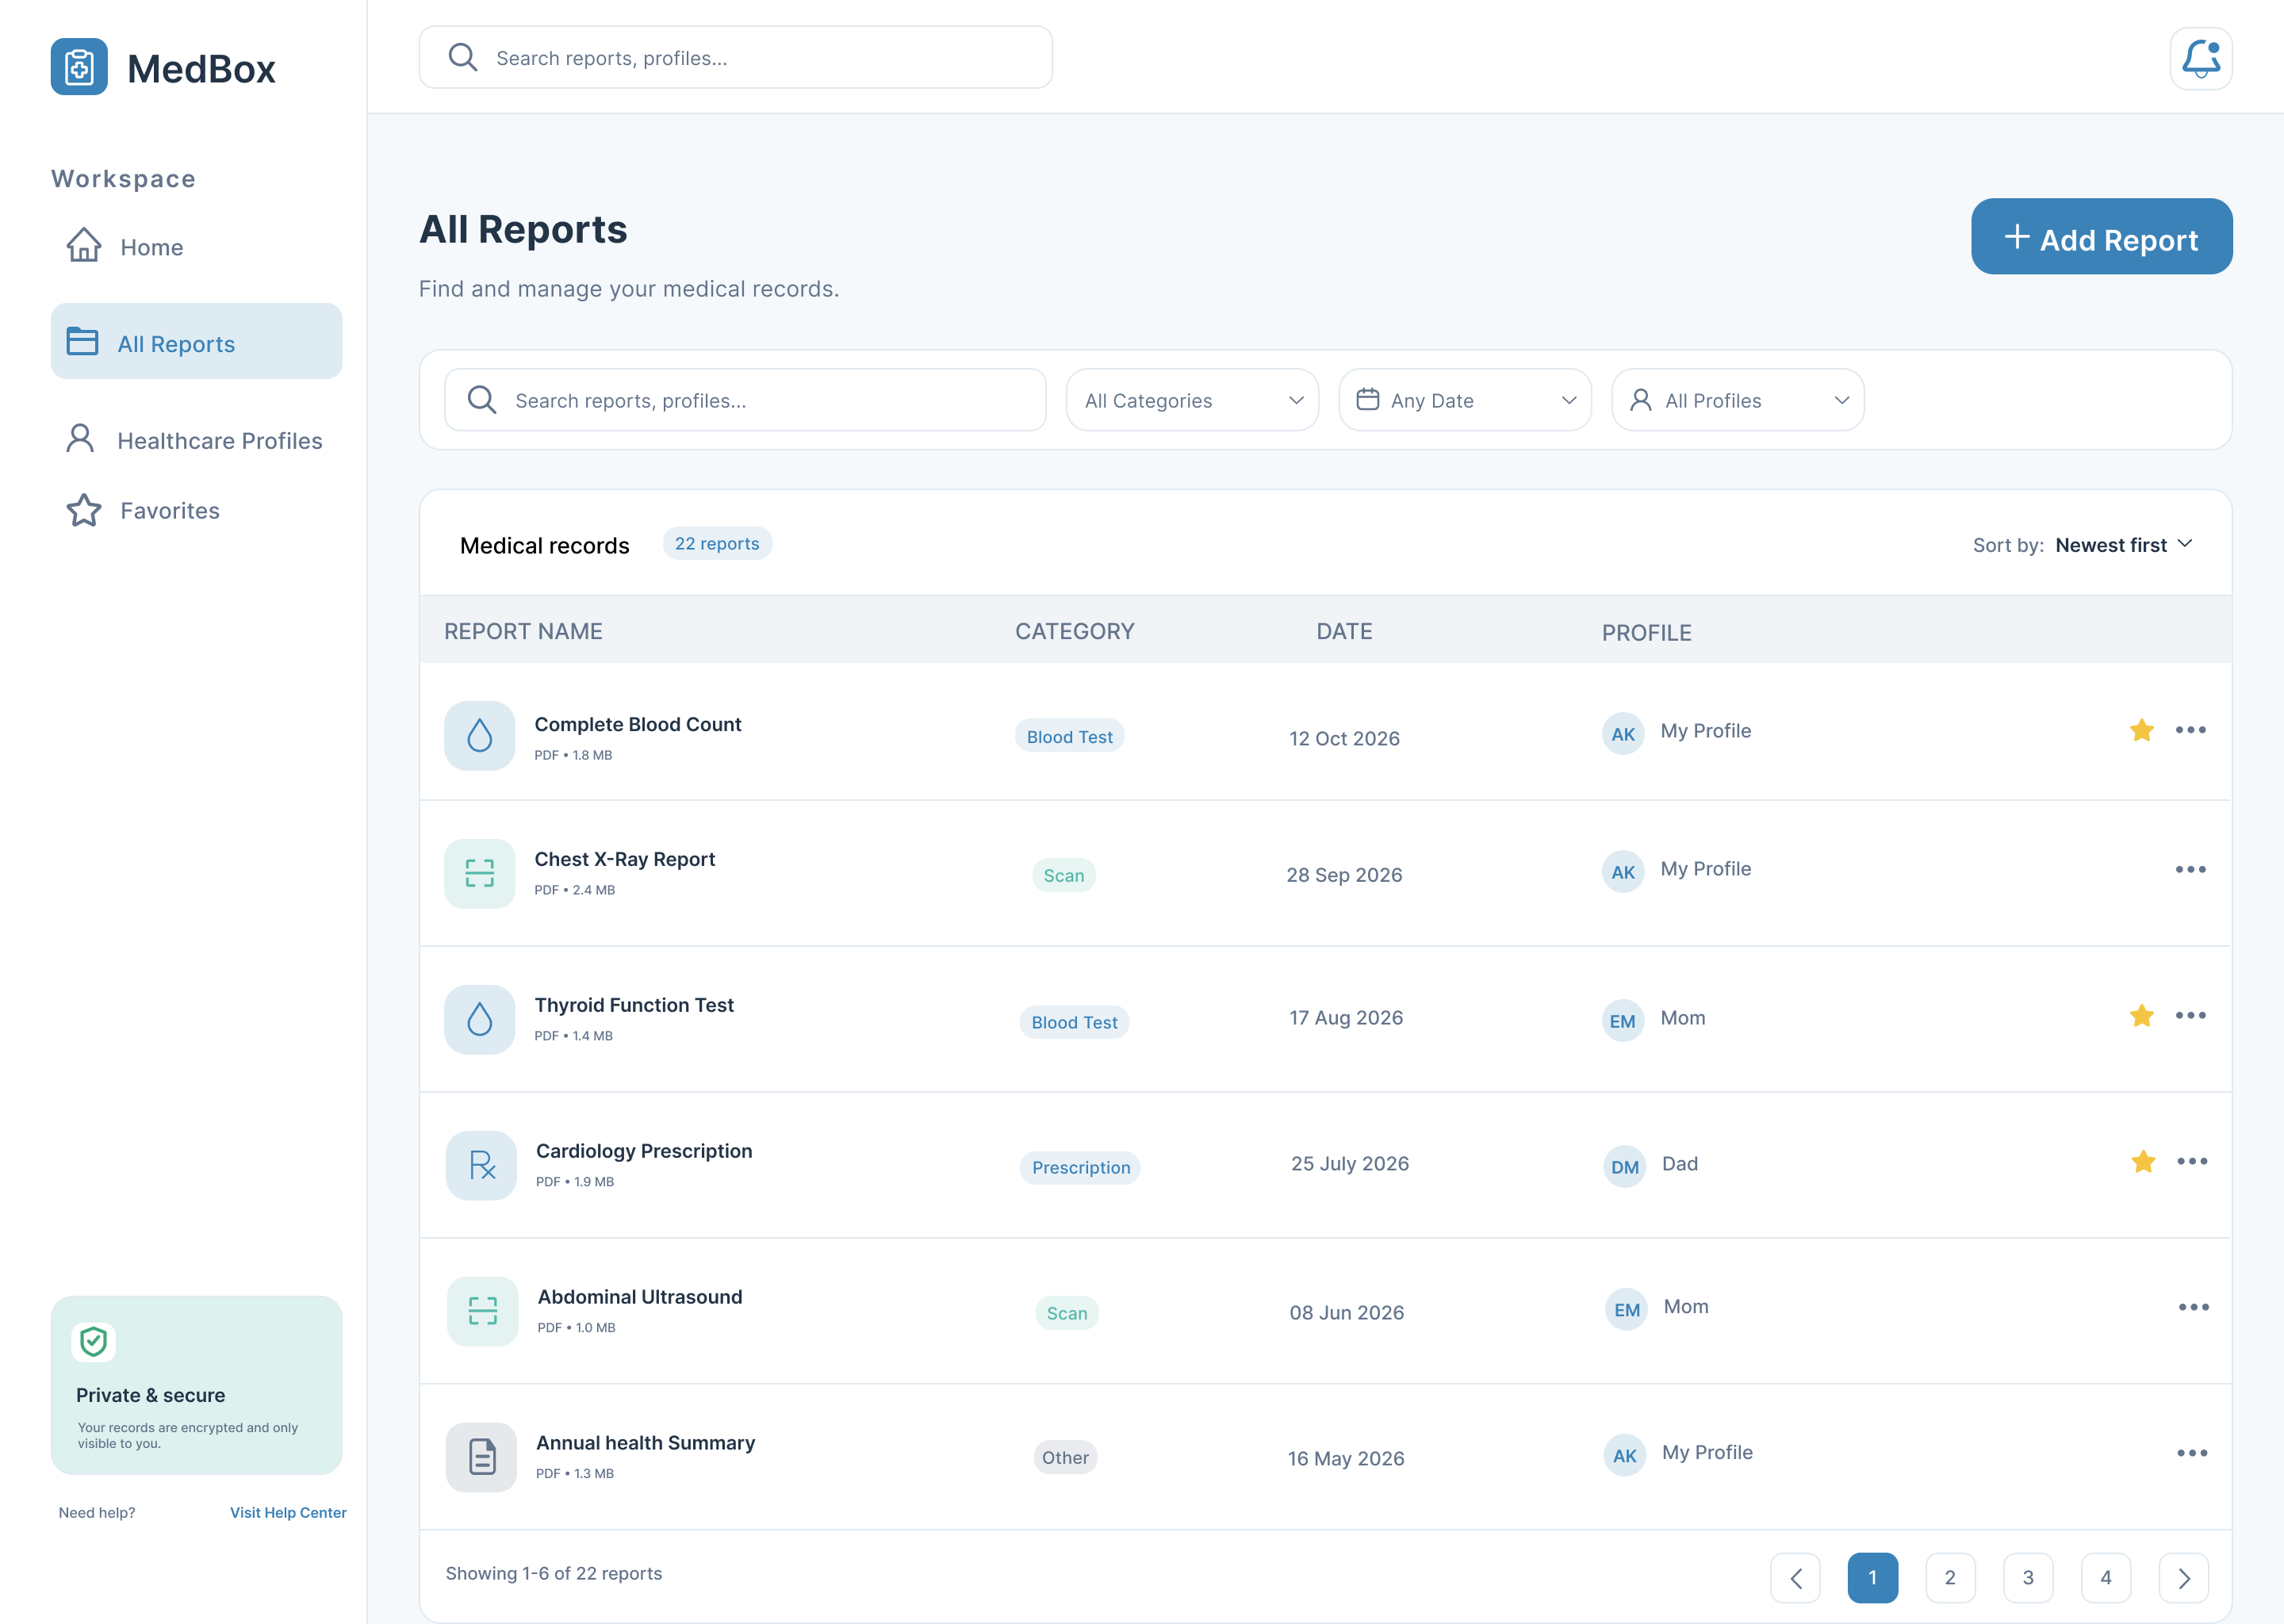 MedBox
Search reports, profiles...
Workspace
Home
All Reports
Healthcare Profiles
Favorites
Private & secure
Your records are encrypted and only
visible to you.
Need help? Visit Help Center
All Reports
Find and manage your medical records.
Add Report
Search reports, profiles...
All Categories
Any Date
All Profiles
Medical records 22 reports
Sort by: Newest first
REPORT NAME CATEGORY DATE PROFILE
Complete Blood Count
PDF • 1.8 MB
Blood Test
12 Oct 2026
AK My Profile
Chest X-Ray Report
PDF • 2.4 MB
Scan
28 Sep 2026
AK My Profile
Thyroid Function Test
PDF • 1.4 MB
Blood Test
17 Aug 2026
EM Mom
Rx
Cardiology Prescription
PDF • 1.9 MB
Prescription
25 July 2026
DM Dad
Abdominal Ultrasound
PDF • 1.0 MB
Scan
08 Jun 2026
EM Mom
Annual health Summary
PDF • 1.3 MB
Other
16 May 2026
AK My Profile
Showing 1-6 of 22 reports
1 2 3 4